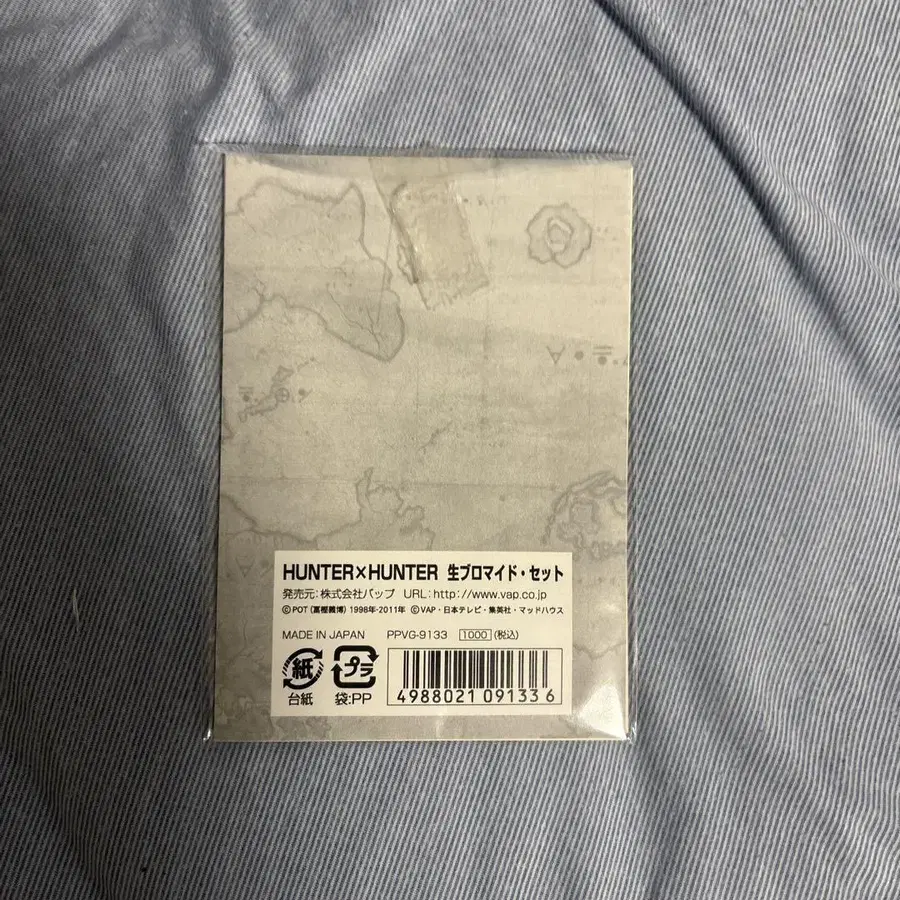 HUNTER×HUNTER 生ブロマイド・セット
発売元:株式会社バップ URL:http://www.vap.co.jp
©POT(冨樫義博)1998年-2011年 ©VAP・日本テレビ・集英社・マッドハウス
MADE IN JAPAN PPVG-9133 1000(税込)
紙 プラ
台紙 袋:PP
4988021 091336